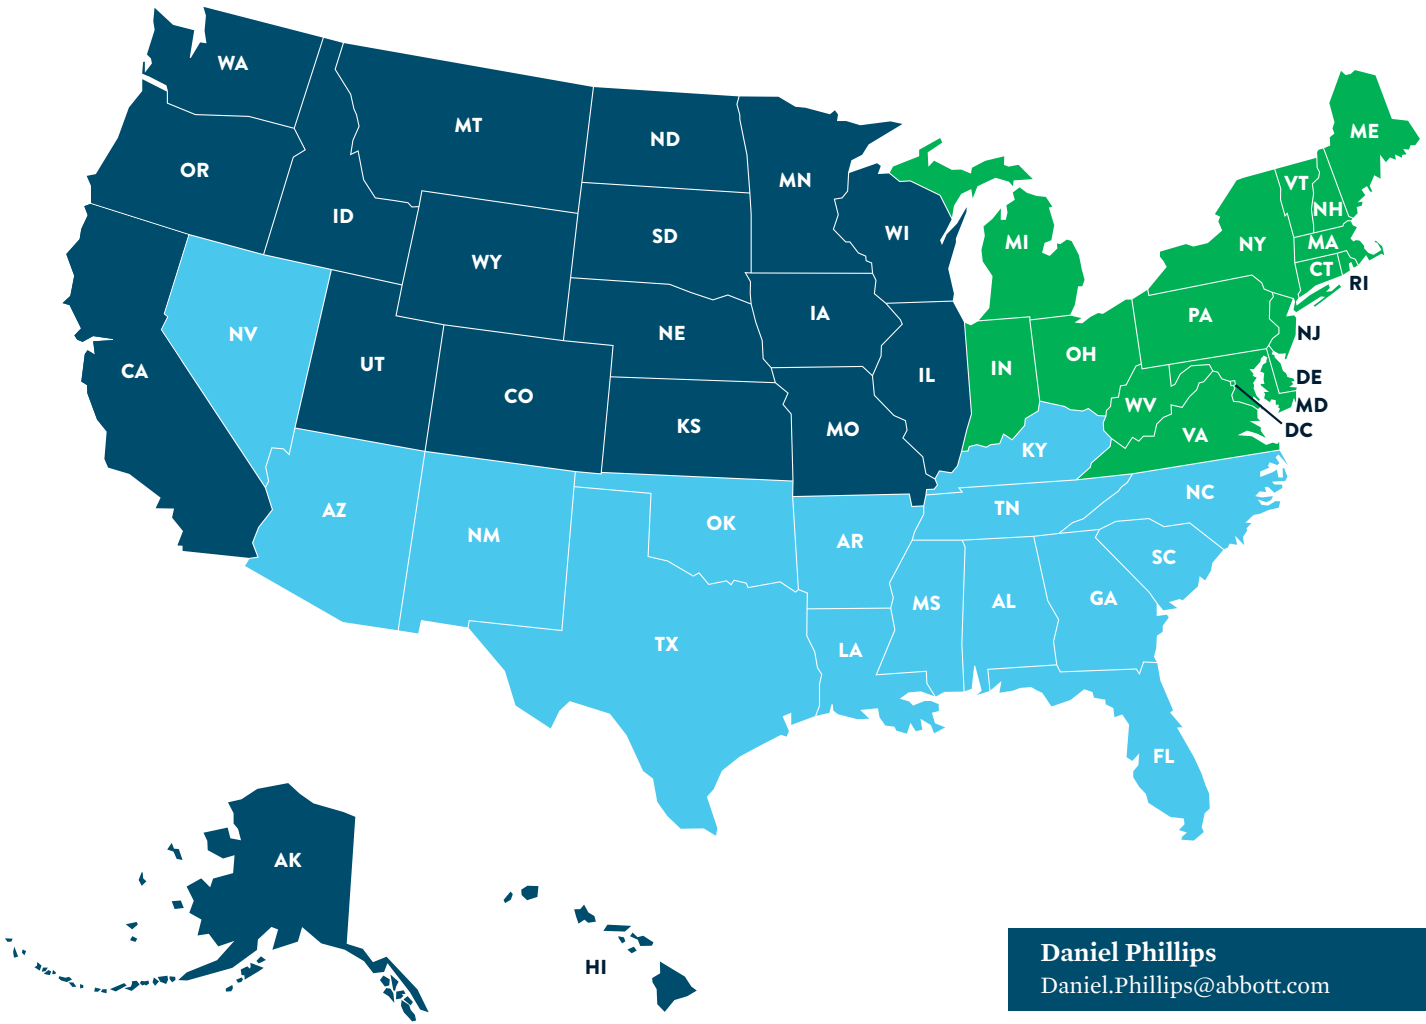 WA
MT
ND
MN
OR
ID
SD
WI
WY
MI
ME
VT
NH
NY
MA
CT
RI
IA
NE
PA
NJ
NV
UT
CO
IL
IN
OH
CA
DE
MD
DC
WV
VA
KS
MO
KY
AZ
NM
OK
AR
TN
NC
SC
MS
AL
GA
TX
LA
FL
AK
HI
Daniel Phillips
Daniel.Phillips@abbott.com